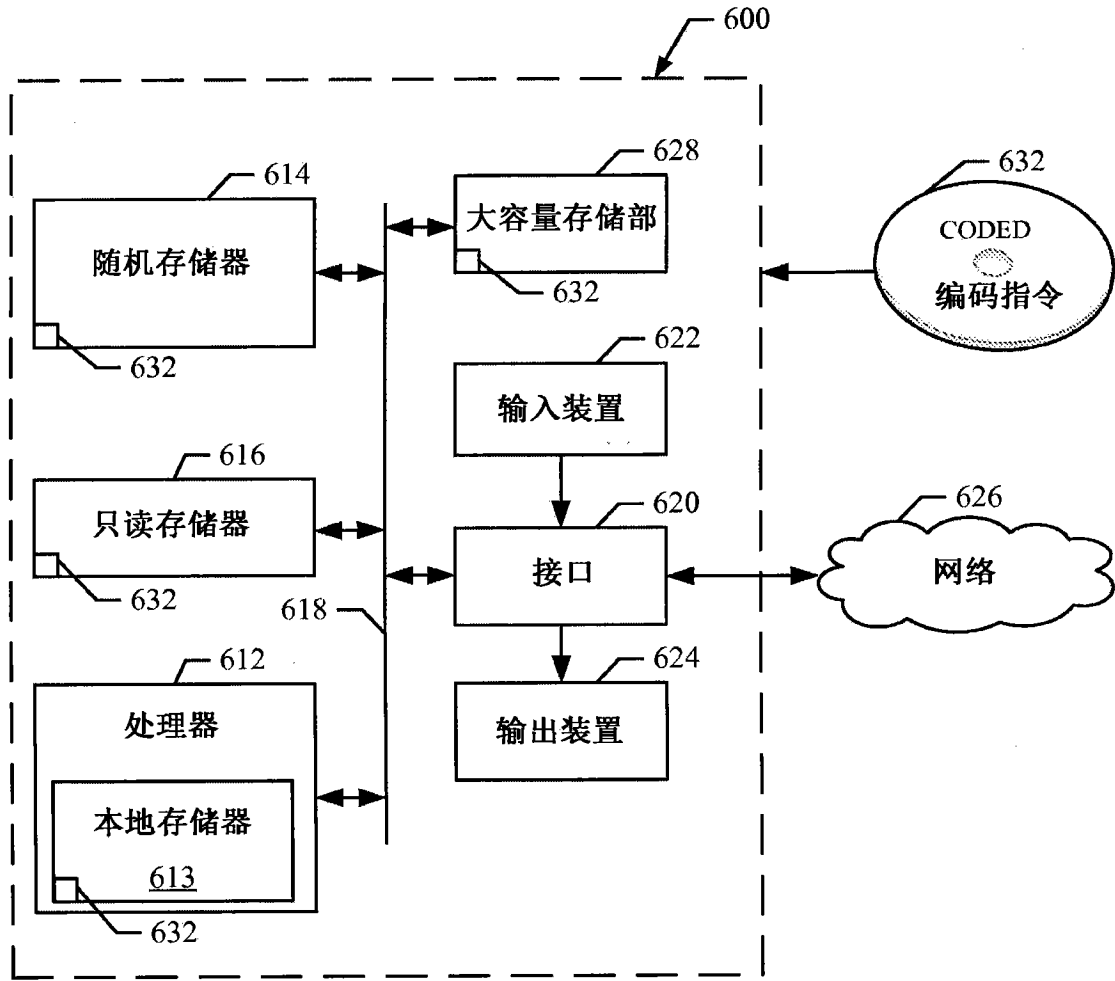 600
614
随机存储器
632
628
大容量存储部
632
632
CODED
编码指令
622
输入装置
616
只读存储器
632
620
接口
626
网络
618
612
处理器
本地存储器
613
632
624
输出装置